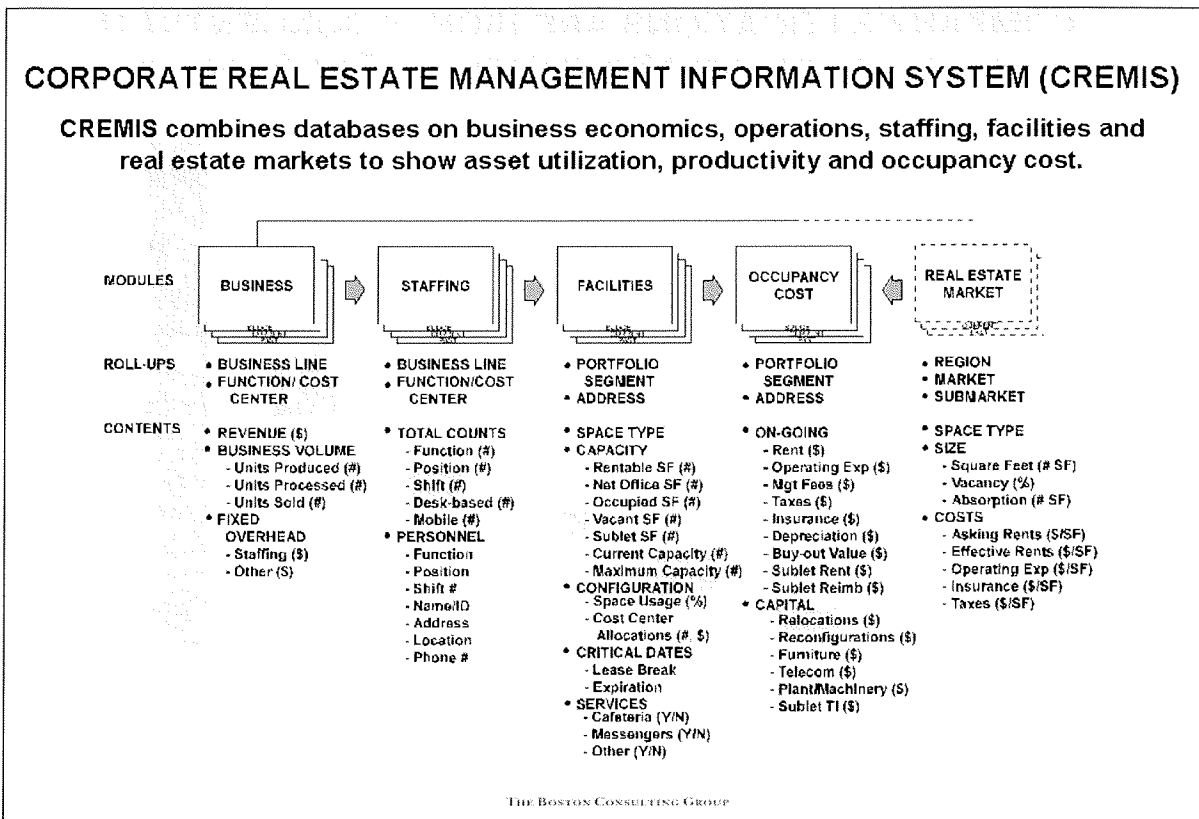 CORPORATE REAL ESTATE MANAGEMENT INFORMATION SYSTEM (CREMIS)
CREMIS combines databases on business economics, operations, staffing, facilities and
real estate markets to show asset utilization, productivity and occupancy cost.
MODULES
BUSINESS
STAFFING
FACILITIES
OCCUPANCY
COST
REAL ESTATE
MARKET
ROLL-UPS
• BUSINESS LINE
• FUNCTION/ COST
CENTER
• BUSINESS LINE
• FUNCTION/COST
CENTER
• PORTFOLIO
SEGMENT
• ADDRESS
• PORTFOLIO
SEGMENT
• ADDRESS
• REGION
• MARKET
• SUBMARKET
CONTENTS
• REVENUE ($)
• BUSINESS VOLUME
- Units Produced (#)
- Units Processed (#)
- Units Sold (#)
• FIXED
OVERHEAD
- Staffing ($)
- Other ($)
• TOTAL COUNTS
- Function (#)
- Position (#)
- Shift (#)
- Desk-based (#)
- Mobile (#)
• PERSONNEL
- Function
- Position
- Shift #
- Name/ID
- Address
- Location
- Phone #
• SPACE TYPE
• CAPACITY
- Rentable SF (#)
- Net Office SF (#)
- Occupied SF (#)
- Vacant SF (#)
- Sublet SF (#)
- Current Capacity (#)
- Maximum Capacity (#)
• CONFIGURATION
- Space Usage (%)
- Cost Center
Allocations (#, $)
• CRITICAL DATES
- Lease Break
- Expiration
• SERVICES
- Cafeteria (Y/N)
- Messengers (Y/N)
- Other (Y/N)
• ON-GOING
- Rent ($)
- Operating Exp ($)
- Mgt Fees ($)
- Taxes ($)
- Insurance ($)
- Depreciation ($)
- Buy-out Value ($)
- Sublet Rent ($)
- Sublet Reimb ($)
• CAPITAL
- Relocations ($)
- Reconfigurations ($)
- Furniture ($)
- Telecom ($)
- Plant/Machinery ($)
- Sublet TI ($)
• SPACE TYPE
• SIZE
- Square Feet (# SF)
- Vacancy (%)
- Absorption (# SF)
• COSTS
- Asking Rents ($/SF)
- Effective Rents ($/SF)
- Operating Exp ($/SF)
- Insurance ($/SF)
- Taxes ($/SF)
THE BOSTON CONSULTING GROUP